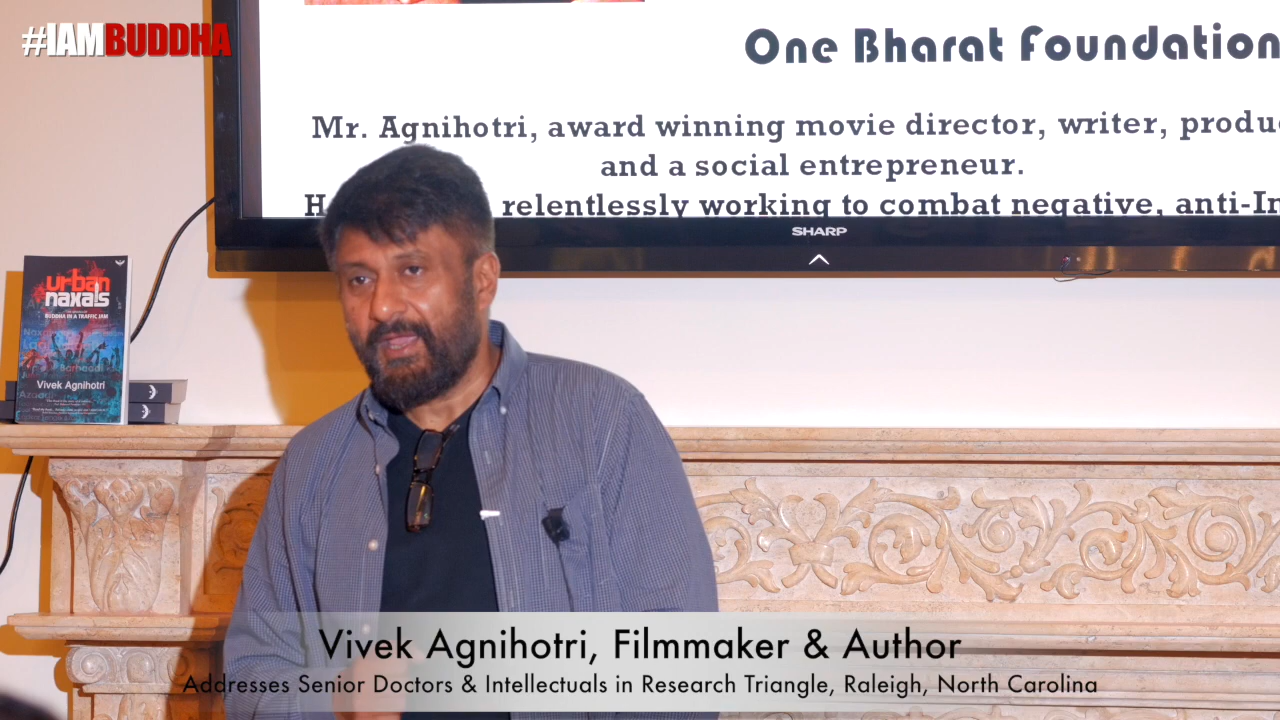 #IAMBUDDHA
One Bharat Foundation
Mr. Agnihotri, award winning movie director, writer, produ
and a social entrepreneur.
H relentlessly working to combat negative, anti-In
SHARP
urban
naxals
BUDDHA IN A TRAFFIC JAM
Vivek Agnihotri
Vivek Agnihotri, Filmmaker & Author
Addresses Senior Doctors & Intellectuals in Research Triangle, Raleigh, North Carolina